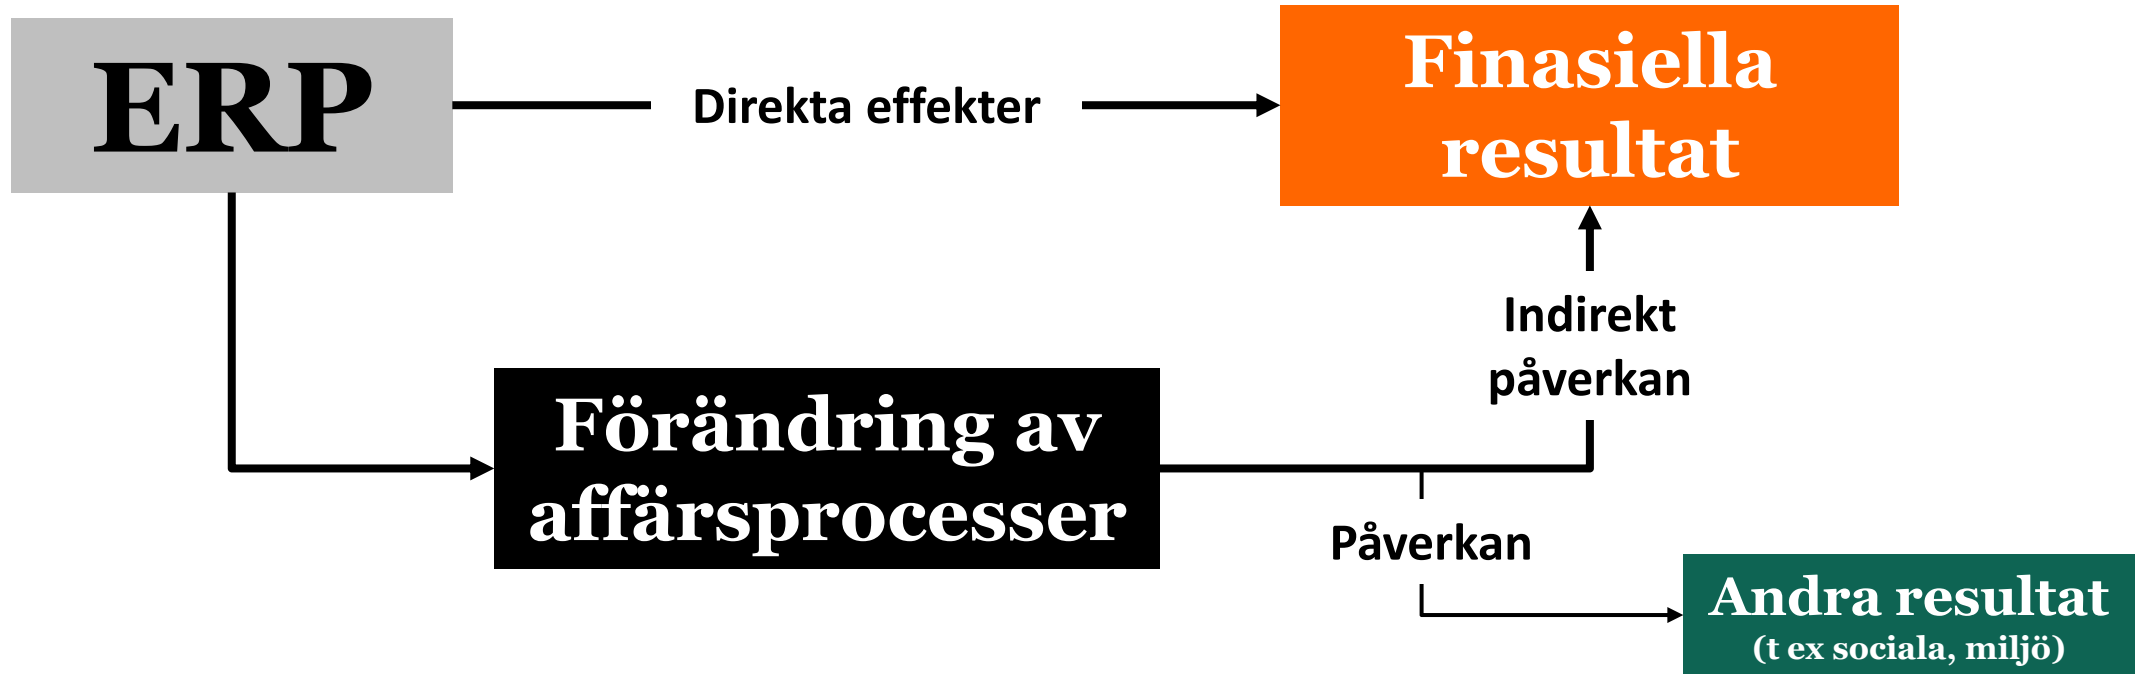 ERP
Direkta effekter
Finasiella
resultat
Indirekt
påverkan
Förändring av
affärsprocesser
Påverkan
Andra resultat
(t ex sociala, miljö)